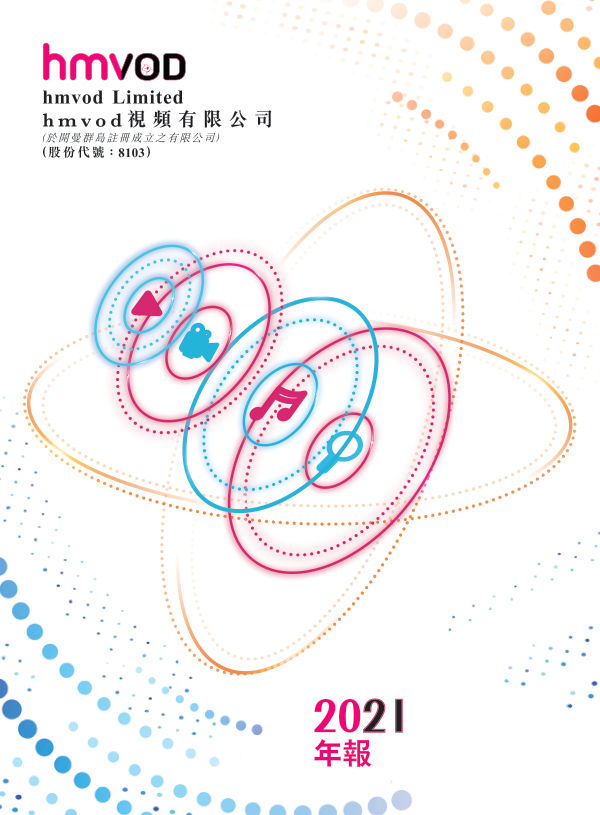 hmvod
hmvod Limited
hmvod視頻有限公司
(於開曼群島註冊成立之有限公司)
(股份代號：8103)
2021
年報